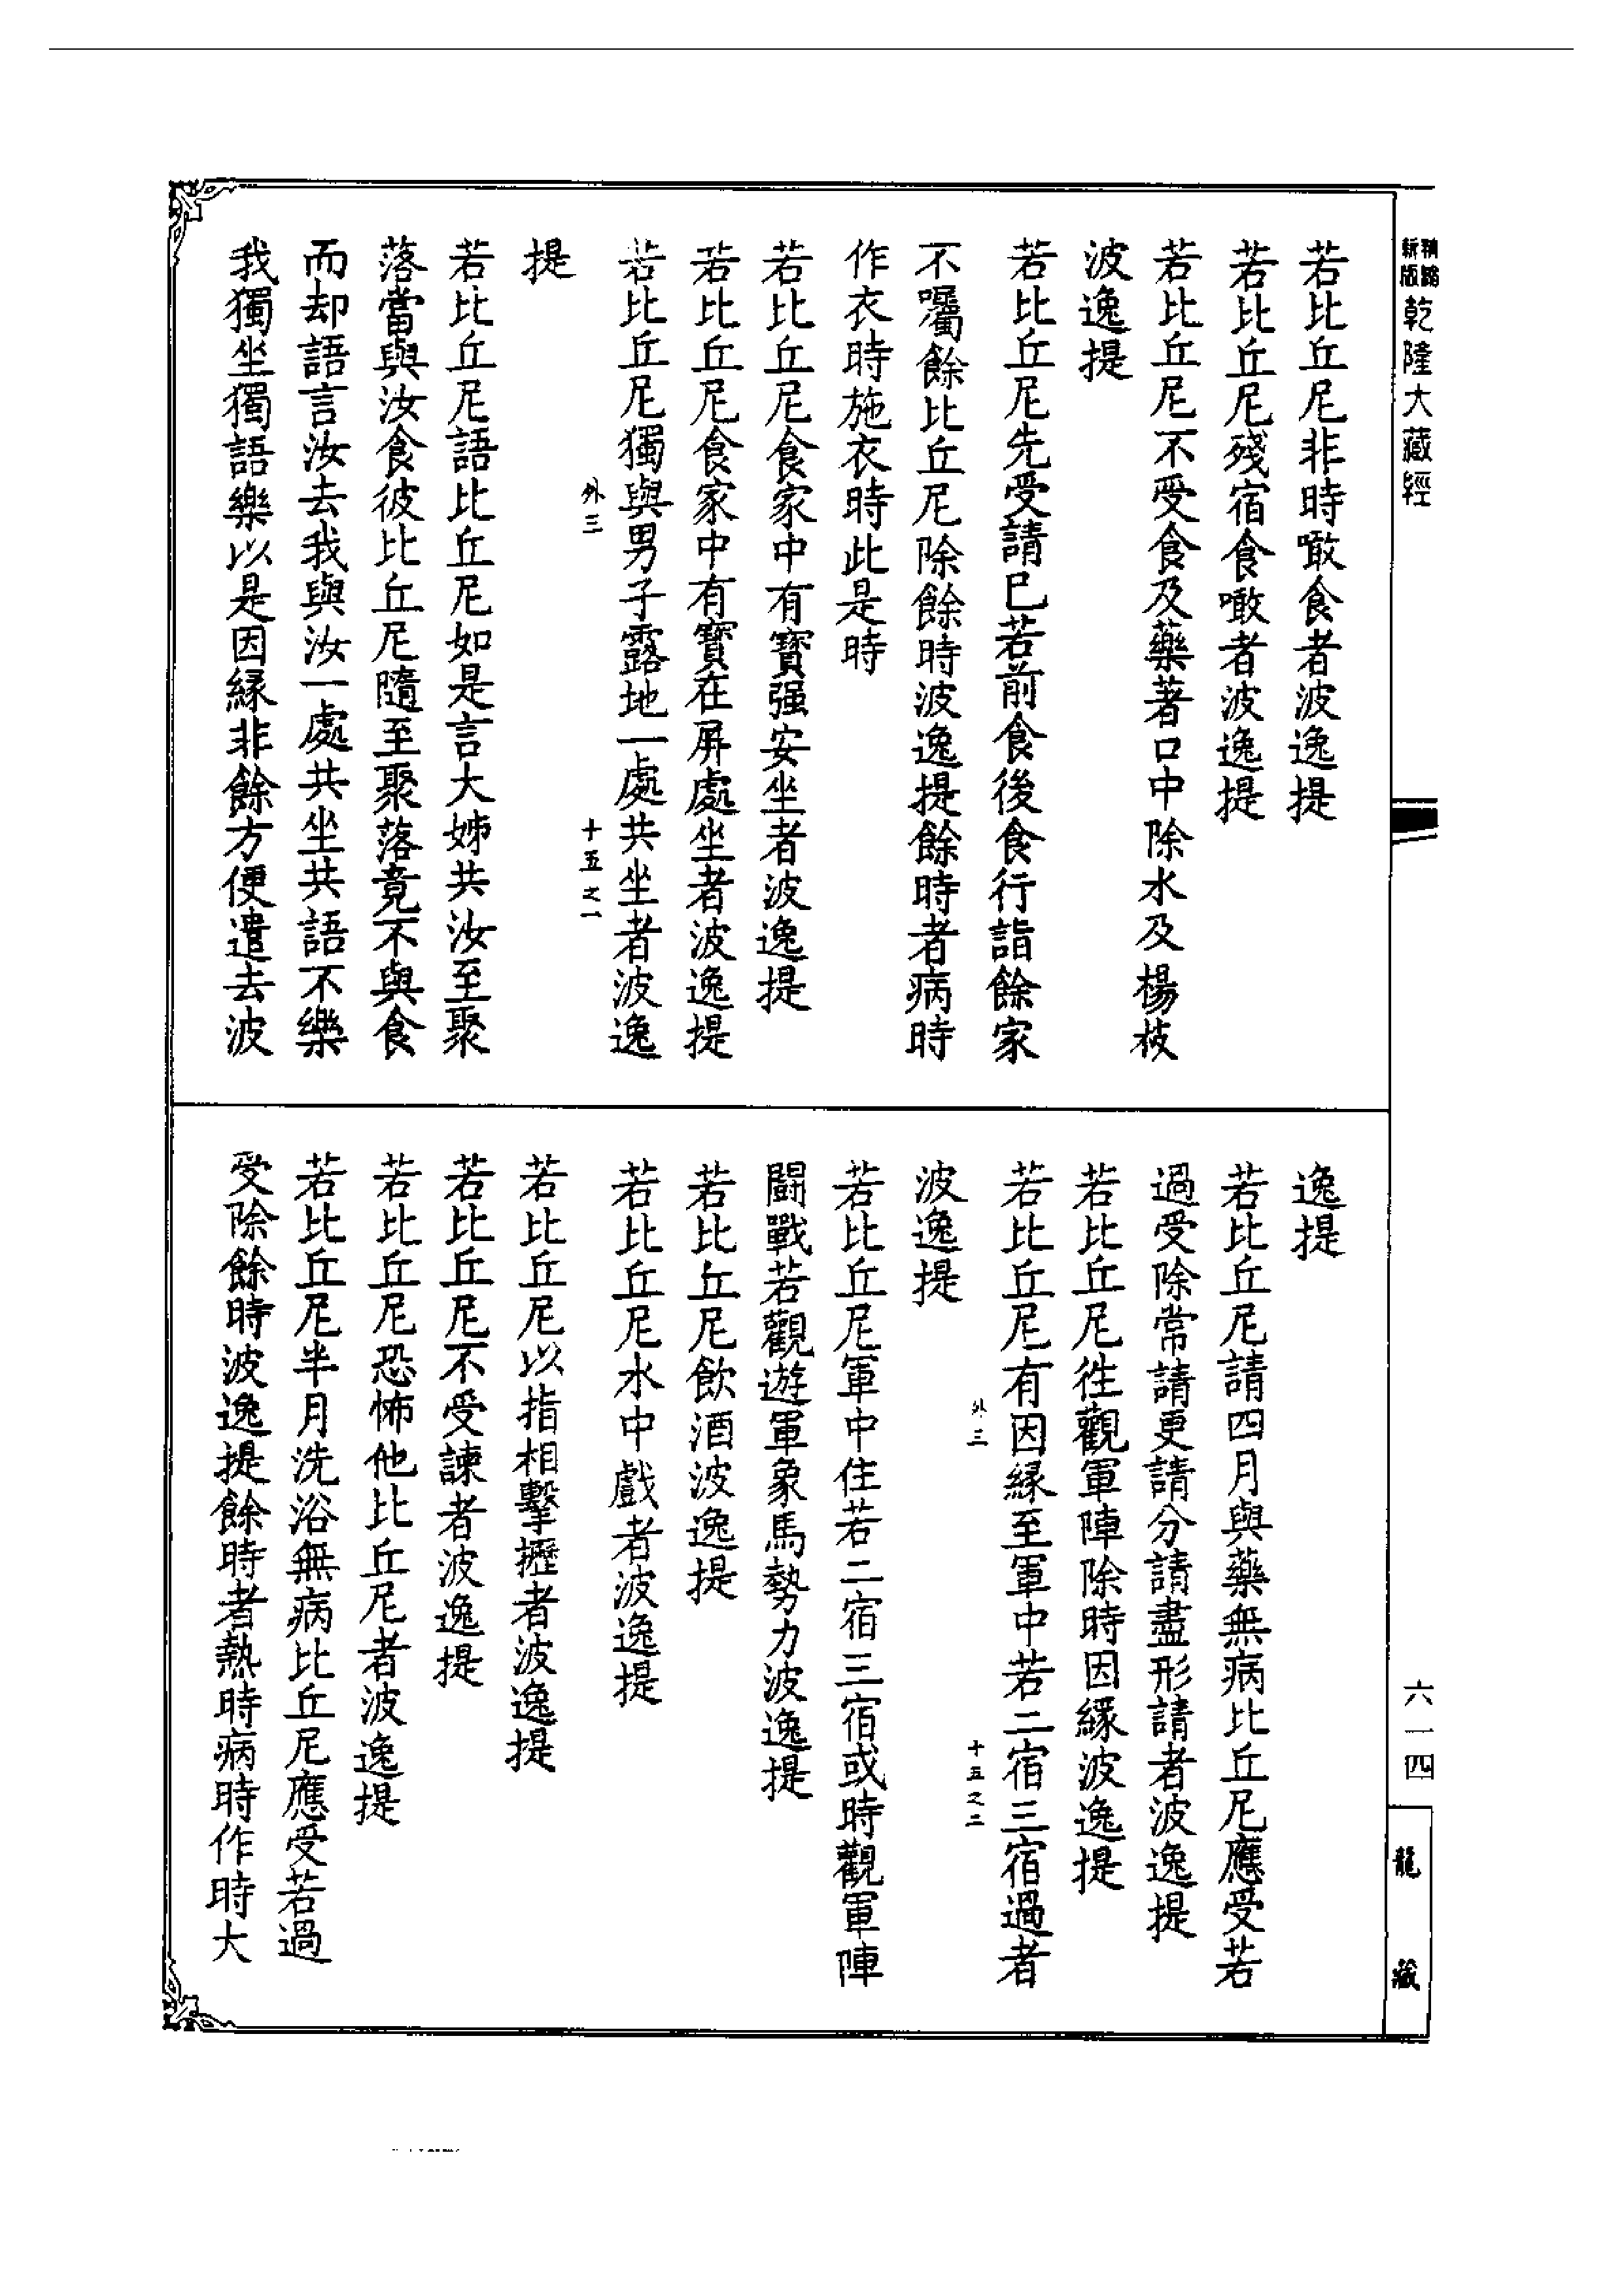 新版
精縮
乾隆大藏經
六一四
龍藏
若比丘尼非時噉食者波逸提
若比丘尼殘宿食噉者波逸提
若比丘尼不受食及藥著口中除水及楊枝
波逸提
若比丘尼先受請已若前食後食行詣餘家
不囑餘比丘尼除餘時波逸提餘時者病時
作衣時施衣時此是時
若比丘尼食家中有寶强安坐者波逸提
若比丘尼食家中有寶在屏處坐者波逸提
若比丘尼獨與男子露地一處共坐者波逸
外三
十五之一
提
若比丘尼語比丘尼如是言大姊共汝至聚
落當與汝食彼比丘尼隨至聚落竟不與食
而却語言汝去我與汝一處共坐共語不樂
我獨坐獨語樂以是因緣非餘方便遣去波
逸提
若比丘尼請四月與藥無病比丘尼應受若
過受除常請更請分請盡形請者波逸提
若比丘尼徃觀軍陣除時因緣波逸提
若比丘尼有因緣至軍中若二宿三宿過者
外三
十五之二
波逸提
若比丘尼軍中住若二宿三宿或時觀軍陣
鬪戰若觀遊軍象馬勢力波逸提
若比丘尼飲酒波逸提
若比丘尼水中戲者波逸提
若比丘尼以指相擊攊者波逸提
若比丘尼不受諫者波逸提
若比丘尼恐怖他比丘尼者波逸提
若比丘尼半月洗浴無病比丘尼應受若過
受除餘時波逸提餘時者熱時病時作時大